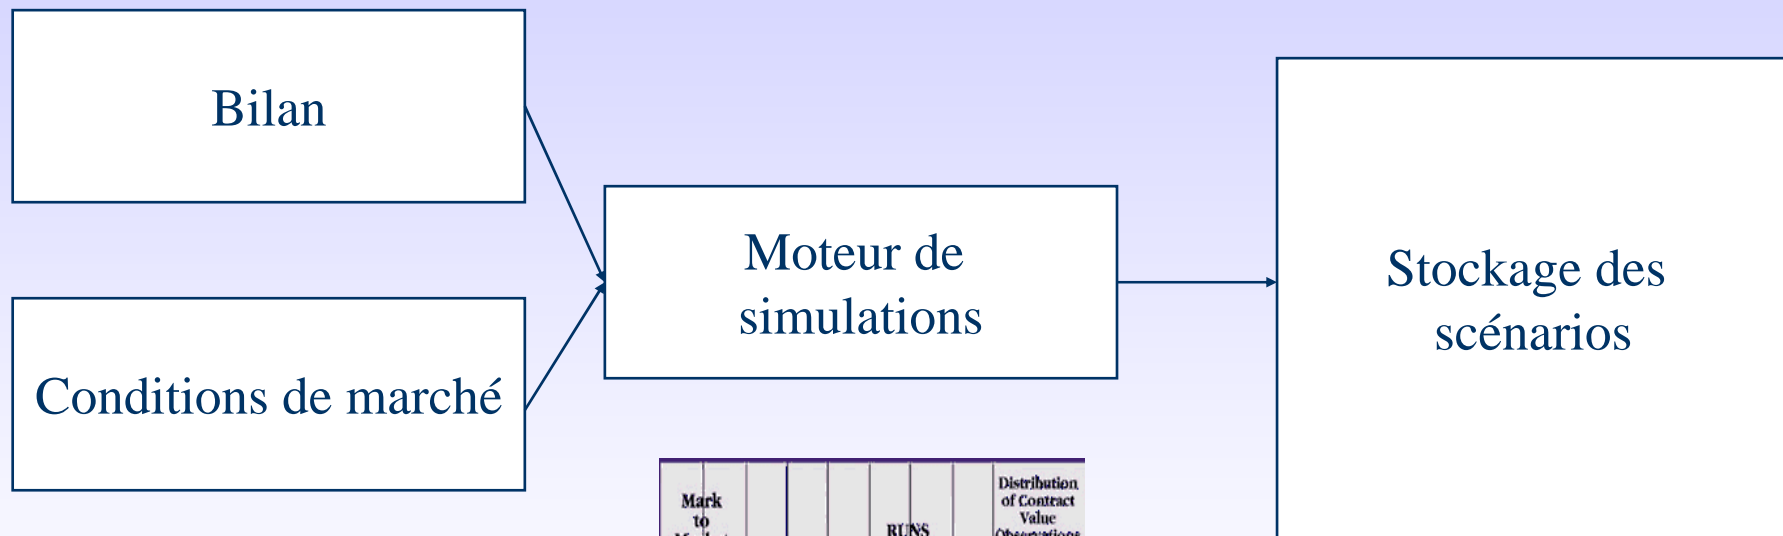 Bilan
Conditions de marché
Moteur de
simulations
Stockage des
scénarios
Mark
to
RUNS
Distribution
of Contract
Value